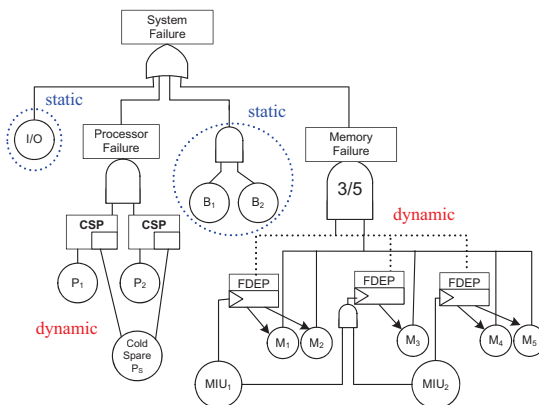 System
Failure
static
I/O
Processor
Failure
static
Memory
Failure
B1
B2
3/5
dynamic
CSP
CSP
P1
P2
FDEP
FDEP
FDEP
dynamic
Cold
Spare
PS
M1
M2
M3
M4
M5
MIU1
MIU2